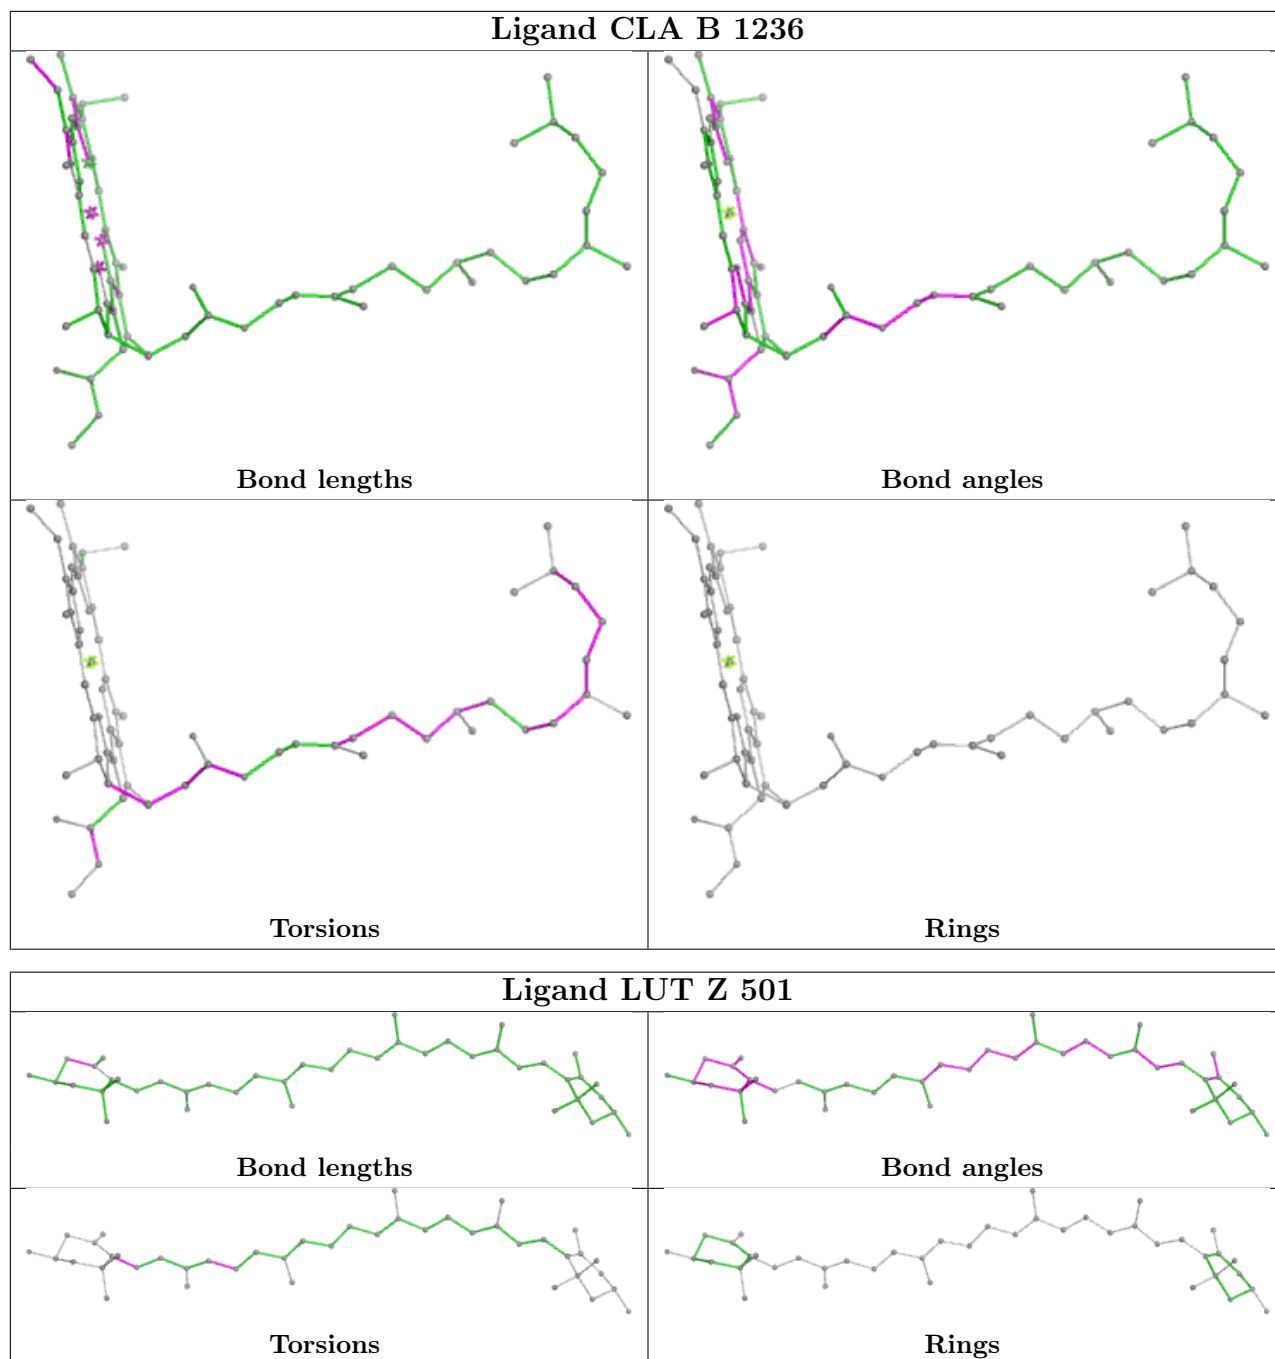 Ligand CLA B 1236
Bond lengths
Bond angles
Torsions
Rings
Ligand LUT Z 501
Bond lengths
Bond angles
Torsions
Rings